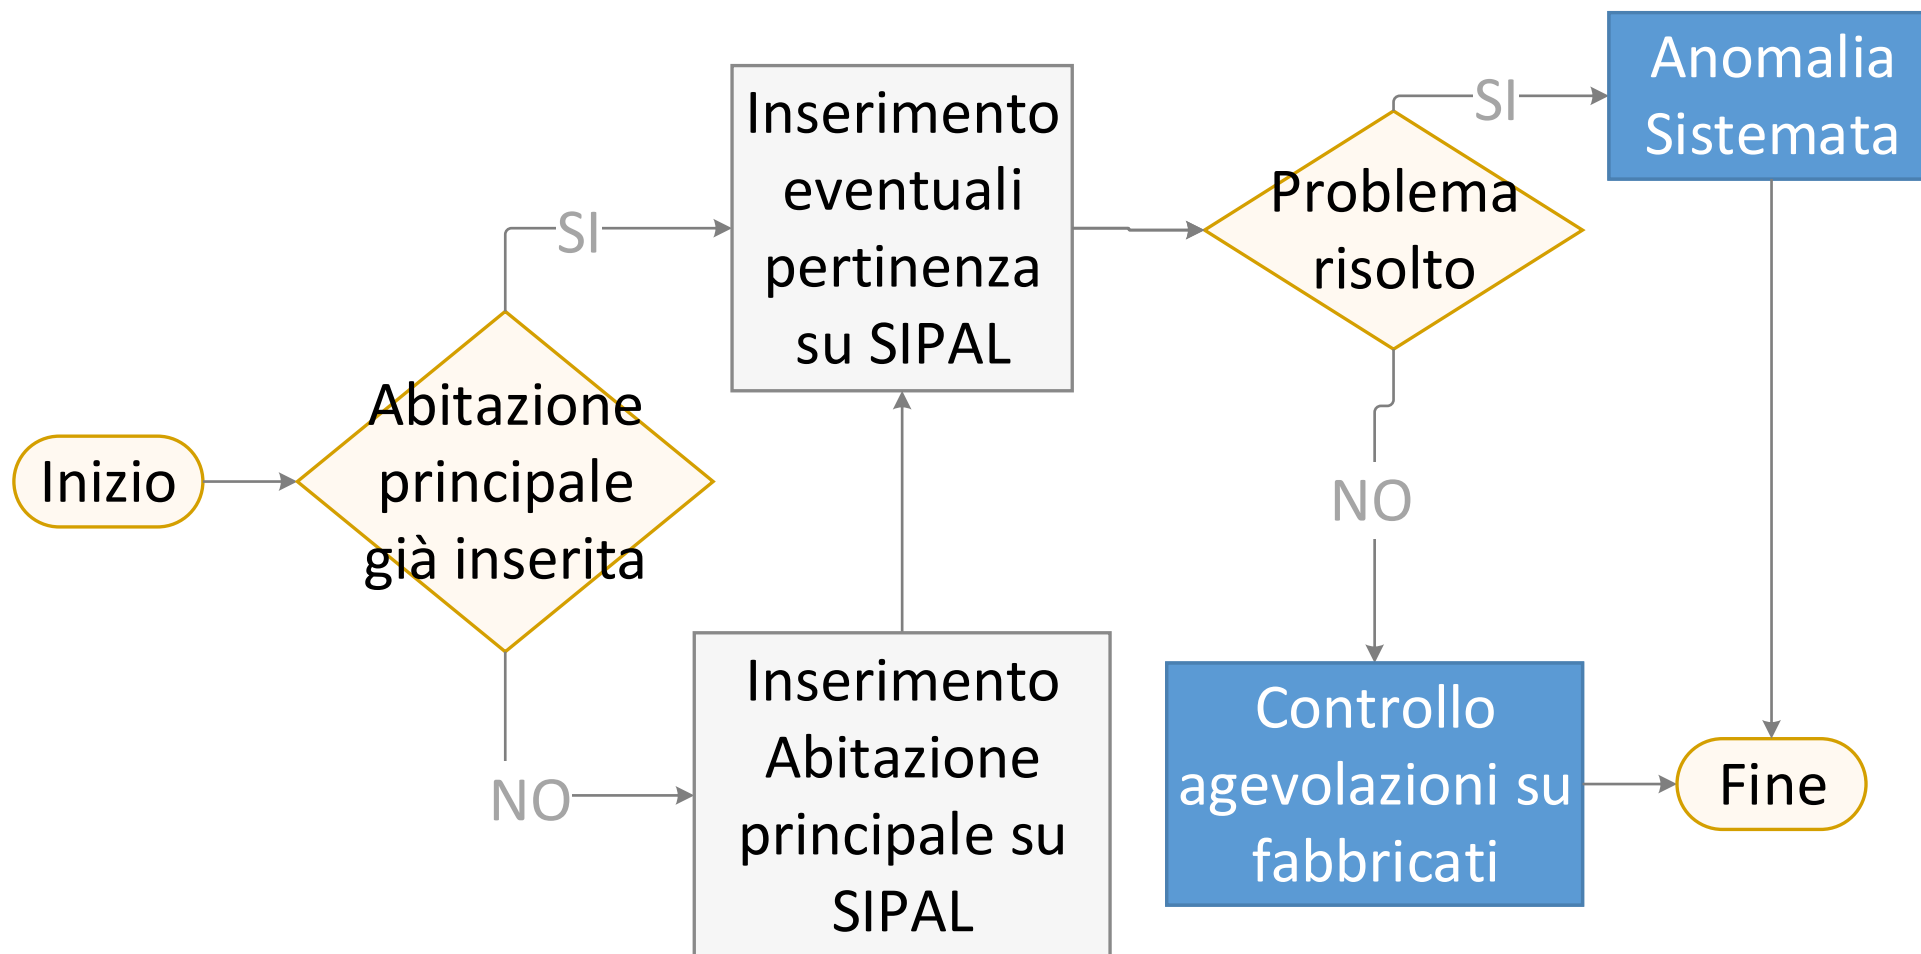 Inizio
Abitazione
principale
già inserita
SI
NO
Inserimento
eventuali
pertinenza
su SIPAL
Inserimento
Abitazione
principale su
SIPAL
Problema
risolto
SI
NO
Anomalia
Sistemata
Controllo
agevolazioni su
fabbricati
Fine